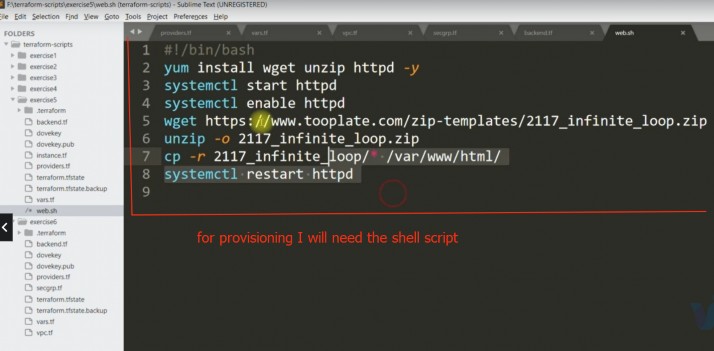 F:\terraform-scripts\exercise5\web.sh (terraform-scripts) - Sublime Text (UNREGISTERED)
File Edit Selection Find View Goto Tools Project Preferences Help
FOLDERS
terraform-scripts
exercise1
exercise2
exercise3
exercise4
exercise5
.terraform
backend.tf
dovekey
dovekey.pub
instance.tf
providers.tf
terraform.tfstate
terraform.tfstate.backup
vars.tf
web.sh
exercise6
.terraform
backend.tf
dovekey
dovekey.pub
providers.tf
secgrp.tf
terraform.tfstate
terraform.tfstate.backup
vars.tf
vpc.tf
providers.tf vars.tf vpc.tf secgrp.tf backend.tf web.sh
1 #!/bin/bash
2 yum install wget unzip httpd -y
3 systemctl start httpd
4 systemctl enable httpd
5 wget https://www.tooplate.com/zip-templates/2117_infinite_loop.zip
6 unzip -o 2117_infinite_loop.zip
7 cp -r 2117_infinite_loop/* /var/www/html/
8 systemctl restart httpd
9
for provisioning I will need the shell script